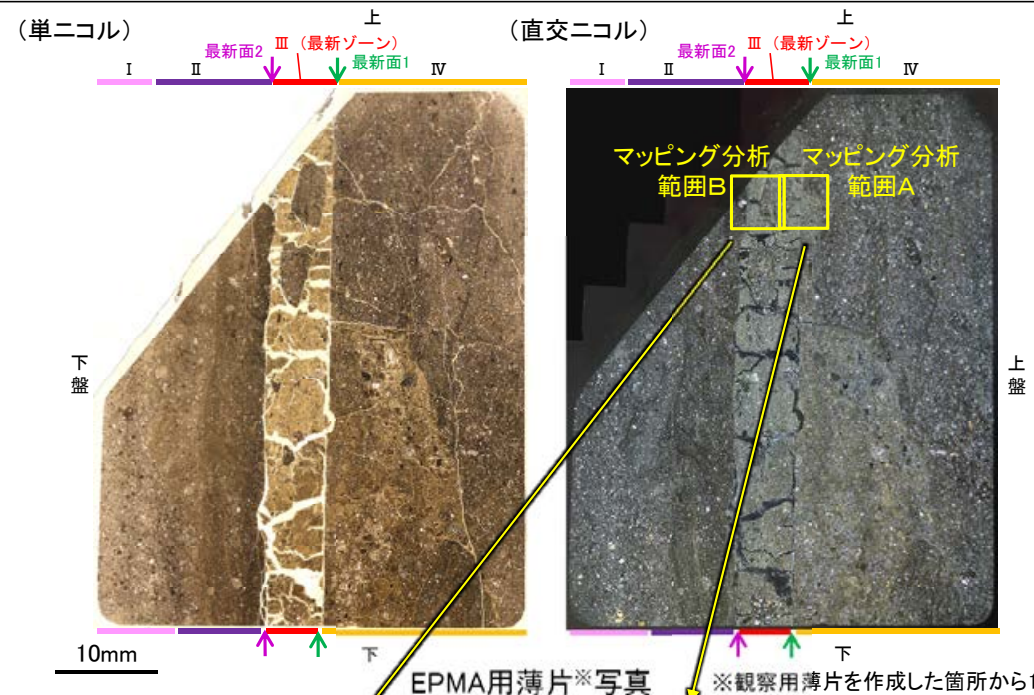 (単ニコル)
上
最新面2
Ⅲ(最新ゾーン)
最新面1
Ⅰ
Ⅱ
Ⅳ
下盤
下
10mm
(直交ニコル)
上
最新面2
Ⅲ(最新ゾーン)
最新面1
Ⅰ
Ⅱ
Ⅳ
マッピング分析
範囲B
マッピング分析
範囲A
上盤
下
EPMA用薄片※写真
※観察用薄片を作成した箇所から